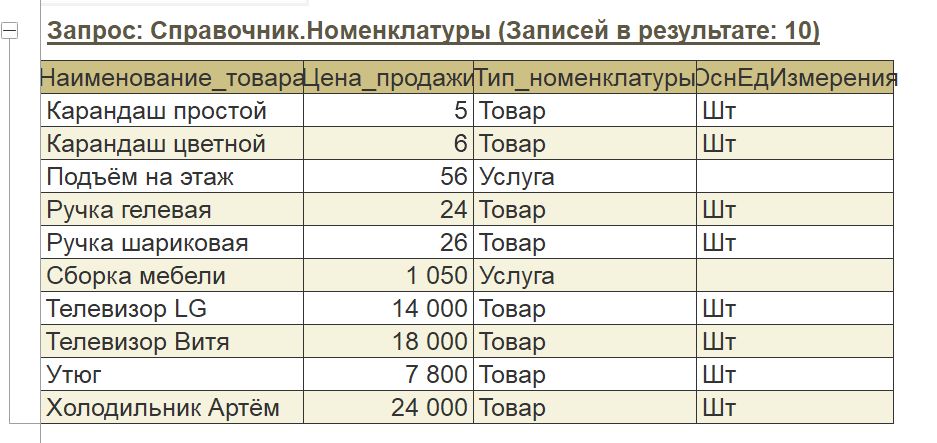 Запрос: Справочник.Номенклатуры (Записей в результате: 10)
Наименование_товара Цена_продажи Тип_номенклатуры ОснЕдИзмерения
Карандаш простой 5 Товар Шт
Карандаш цветной 6 Товар Шт
Подъём на этаж 56 Услуга
Ручка гелевая 24 Товар Шт
Ручка шариковая 26 Товар Шт
Сборка мебели 1 050 Услуга
Телевизор LG 14 000 Товар Шт
Телевизор Витя 18 000 Товар Шт
Утюг 7 800 Товар Шт
Холодильник Артём 24 000 Товар Шт